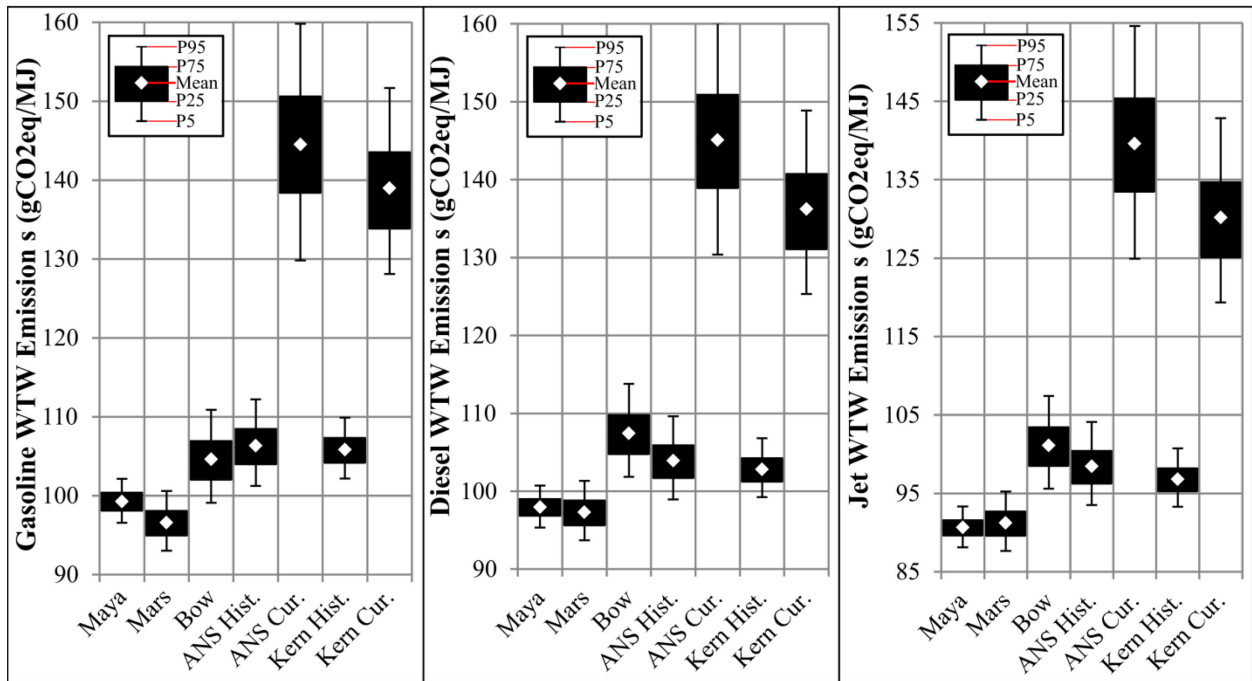 Gasoline WTW Emission s (gCO2eq/MJ)
160
150
140
130
120
110
100
90
P95
P75
Mean
P25
P5
Maya
Mars
Bow
ANS Hist.
ANS Cur.
Kern Hist.
Kern Cur.
Diesel WTW Emission s (gCO2eq/MJ)
160
150
140
130
120
110
100
90
P95
P75
Mean
P25
P5
Maya
Mars
Bow
ANS Hist.
ANS Cur.
Kern Hist.
Kern Cur.
Jet WTW Emission s (gCO2eq/MJ)
155
145
135
125
115
105
95
85
P95
P75
Mean
P25
P5
Maya
Mars
Bow
ANS Hist.
ANS Cur.
Kern Hist.
Kern Cur.